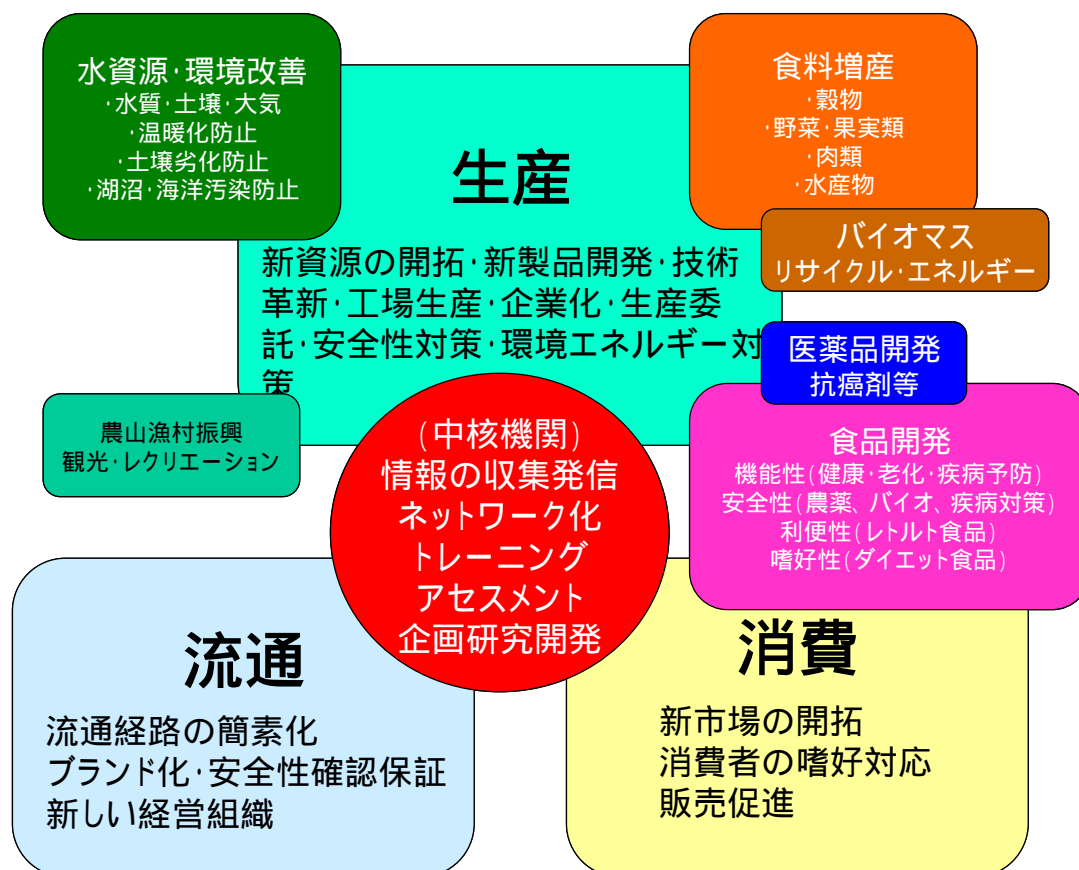 水資源･環境改善
･水質･土壌･大気
･温暖化防止
･土壌劣化防止
･湖沼･海洋汚染防止
食料増産
･穀物
･野菜･果実類
･肉類
･水産物
バイオマス
リサイクル･エネルギー
生産
新資源の開拓･新製品開発･技術
革新･工場生産･企業化･生産委
託･安全性対策･環境エネルギー対
策
医薬品開発
抗癌剤等
農山漁村振興
観光･レクリエーション
(中核機関)
情報の収集発信
ネットワーク化
トレーニング
アセスメント
企画研究開発
食品開発
機能性(健康･老化･疾病予防)
安全性(農薬、バイオ、疾病対策)
利便性(レトルト食品)
嗜好性(ダイエット食品)
流通
流通経路の簡素化
ブランド化･安全性確認保証
新しい経営組織
消費
新市場の開拓
消費者の嗜好対応
販売促進